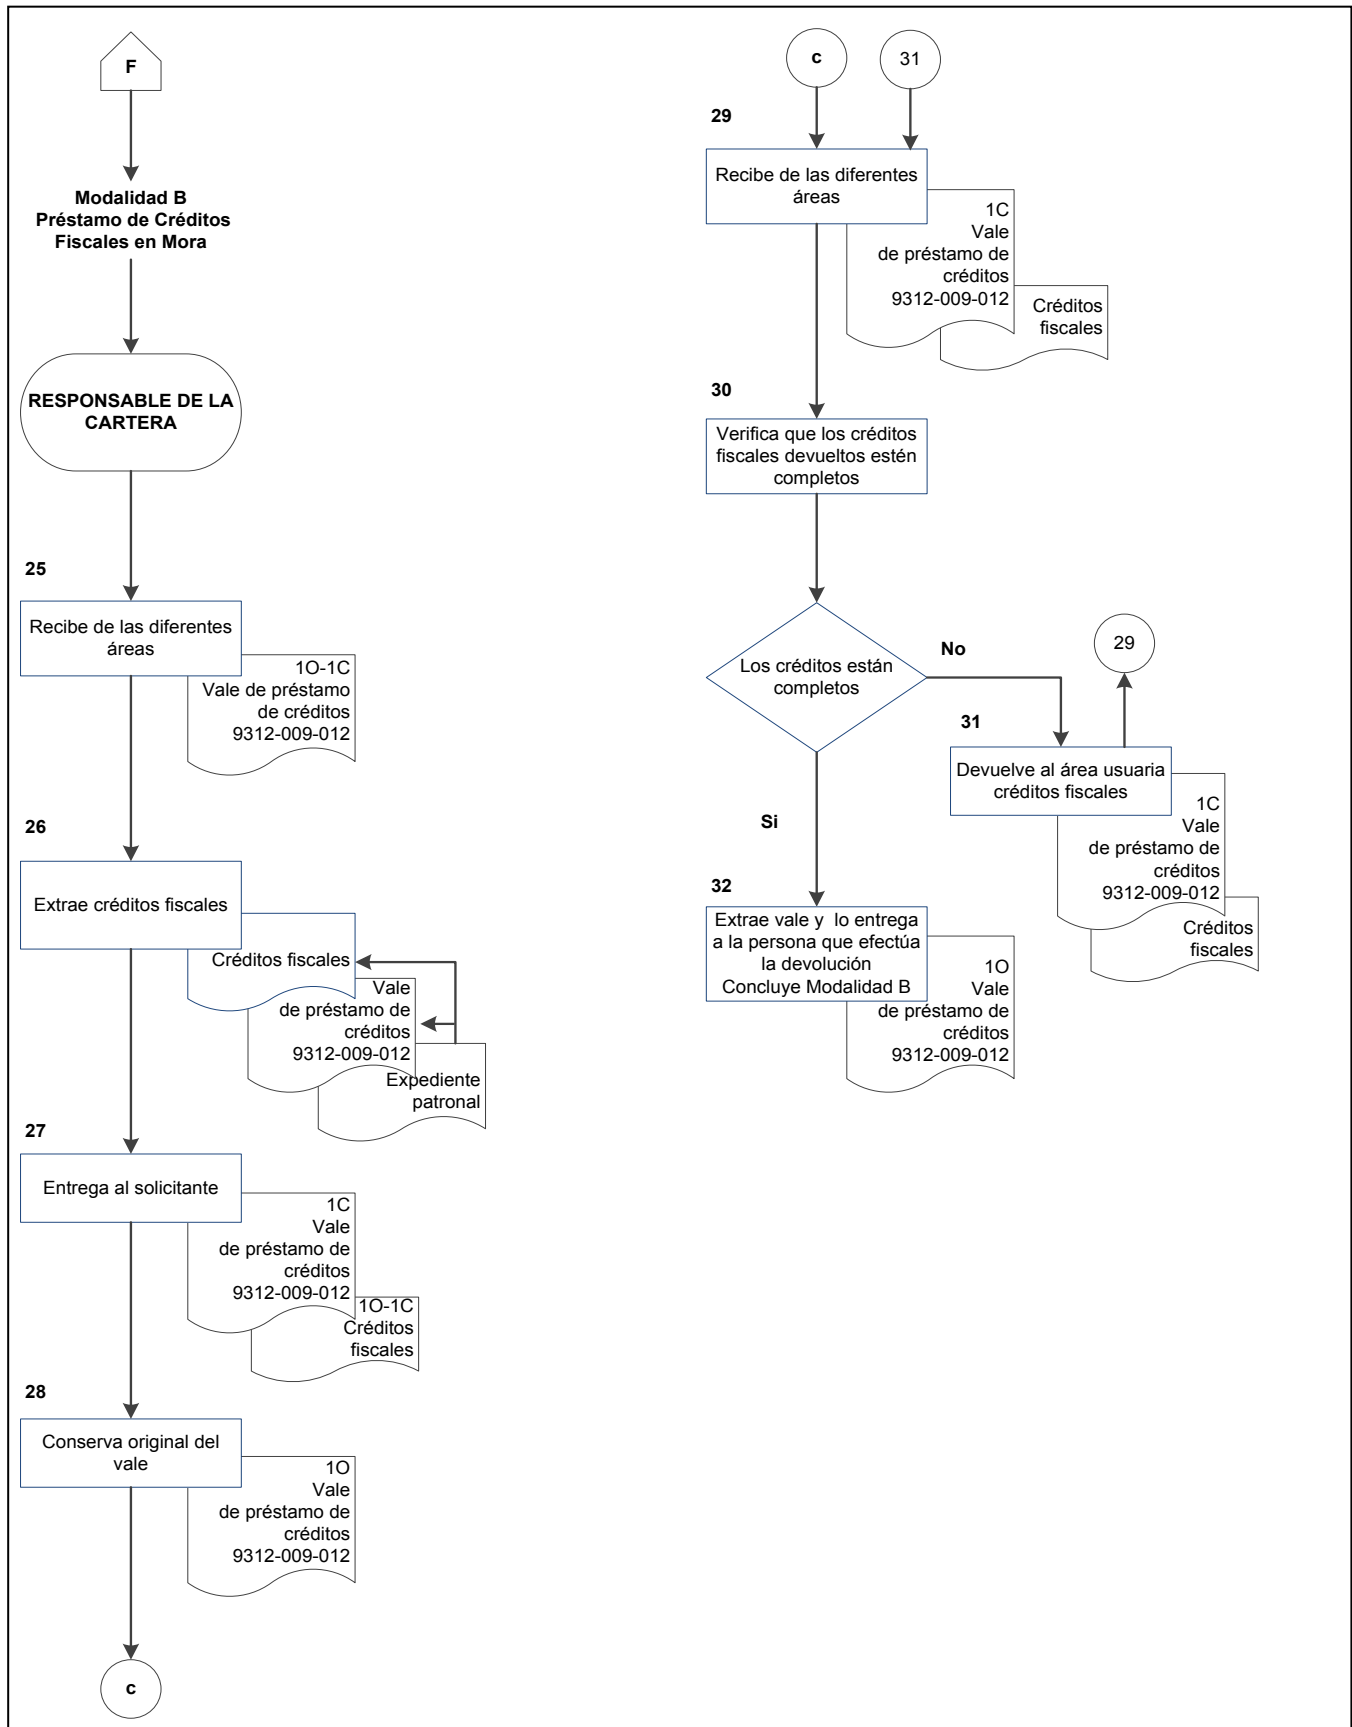 F
Modalidad B
Préstamo de Créditos
Fiscales en Mora
RESPONSABLE DE LA
CARTERA
25
Recibe de las diferentes
áreas
1O-1C
Vale de préstamo
de créditos
9312-009-012
26
Extrae créditos fiscales
Créditos fiscales
Vale
de préstamo de
créditos
9312-009-012
Expediente
patronal
27
Entrega al solicitante
1C
Vale
de préstamo de
créditos
9312-009-012
1O-1C
Créditos
fiscales
28
Conserva original del
vale
1O
Vale
de préstamo de
créditos
9312-009-012
c
c
31
29
Recibe de las diferentes
áreas
1C
Vale
de préstamo de
créditos
9312-009-012
Créditos
fiscales
30
Verifica que los créditos
fiscales devueltos estén
completos
Los créditos están
completos
No
29
31
Devuelve al área usuaria
créditos fiscales
1C
Vale
de préstamo de
créditos
9312-009-012
Créditos
fiscales
Si
32
Extrae vale y  lo entrega
a la persona que efectúa
la devolución
Concluye Modalidad B
1O
Vale
de préstamo de
créditos
9312-009-012